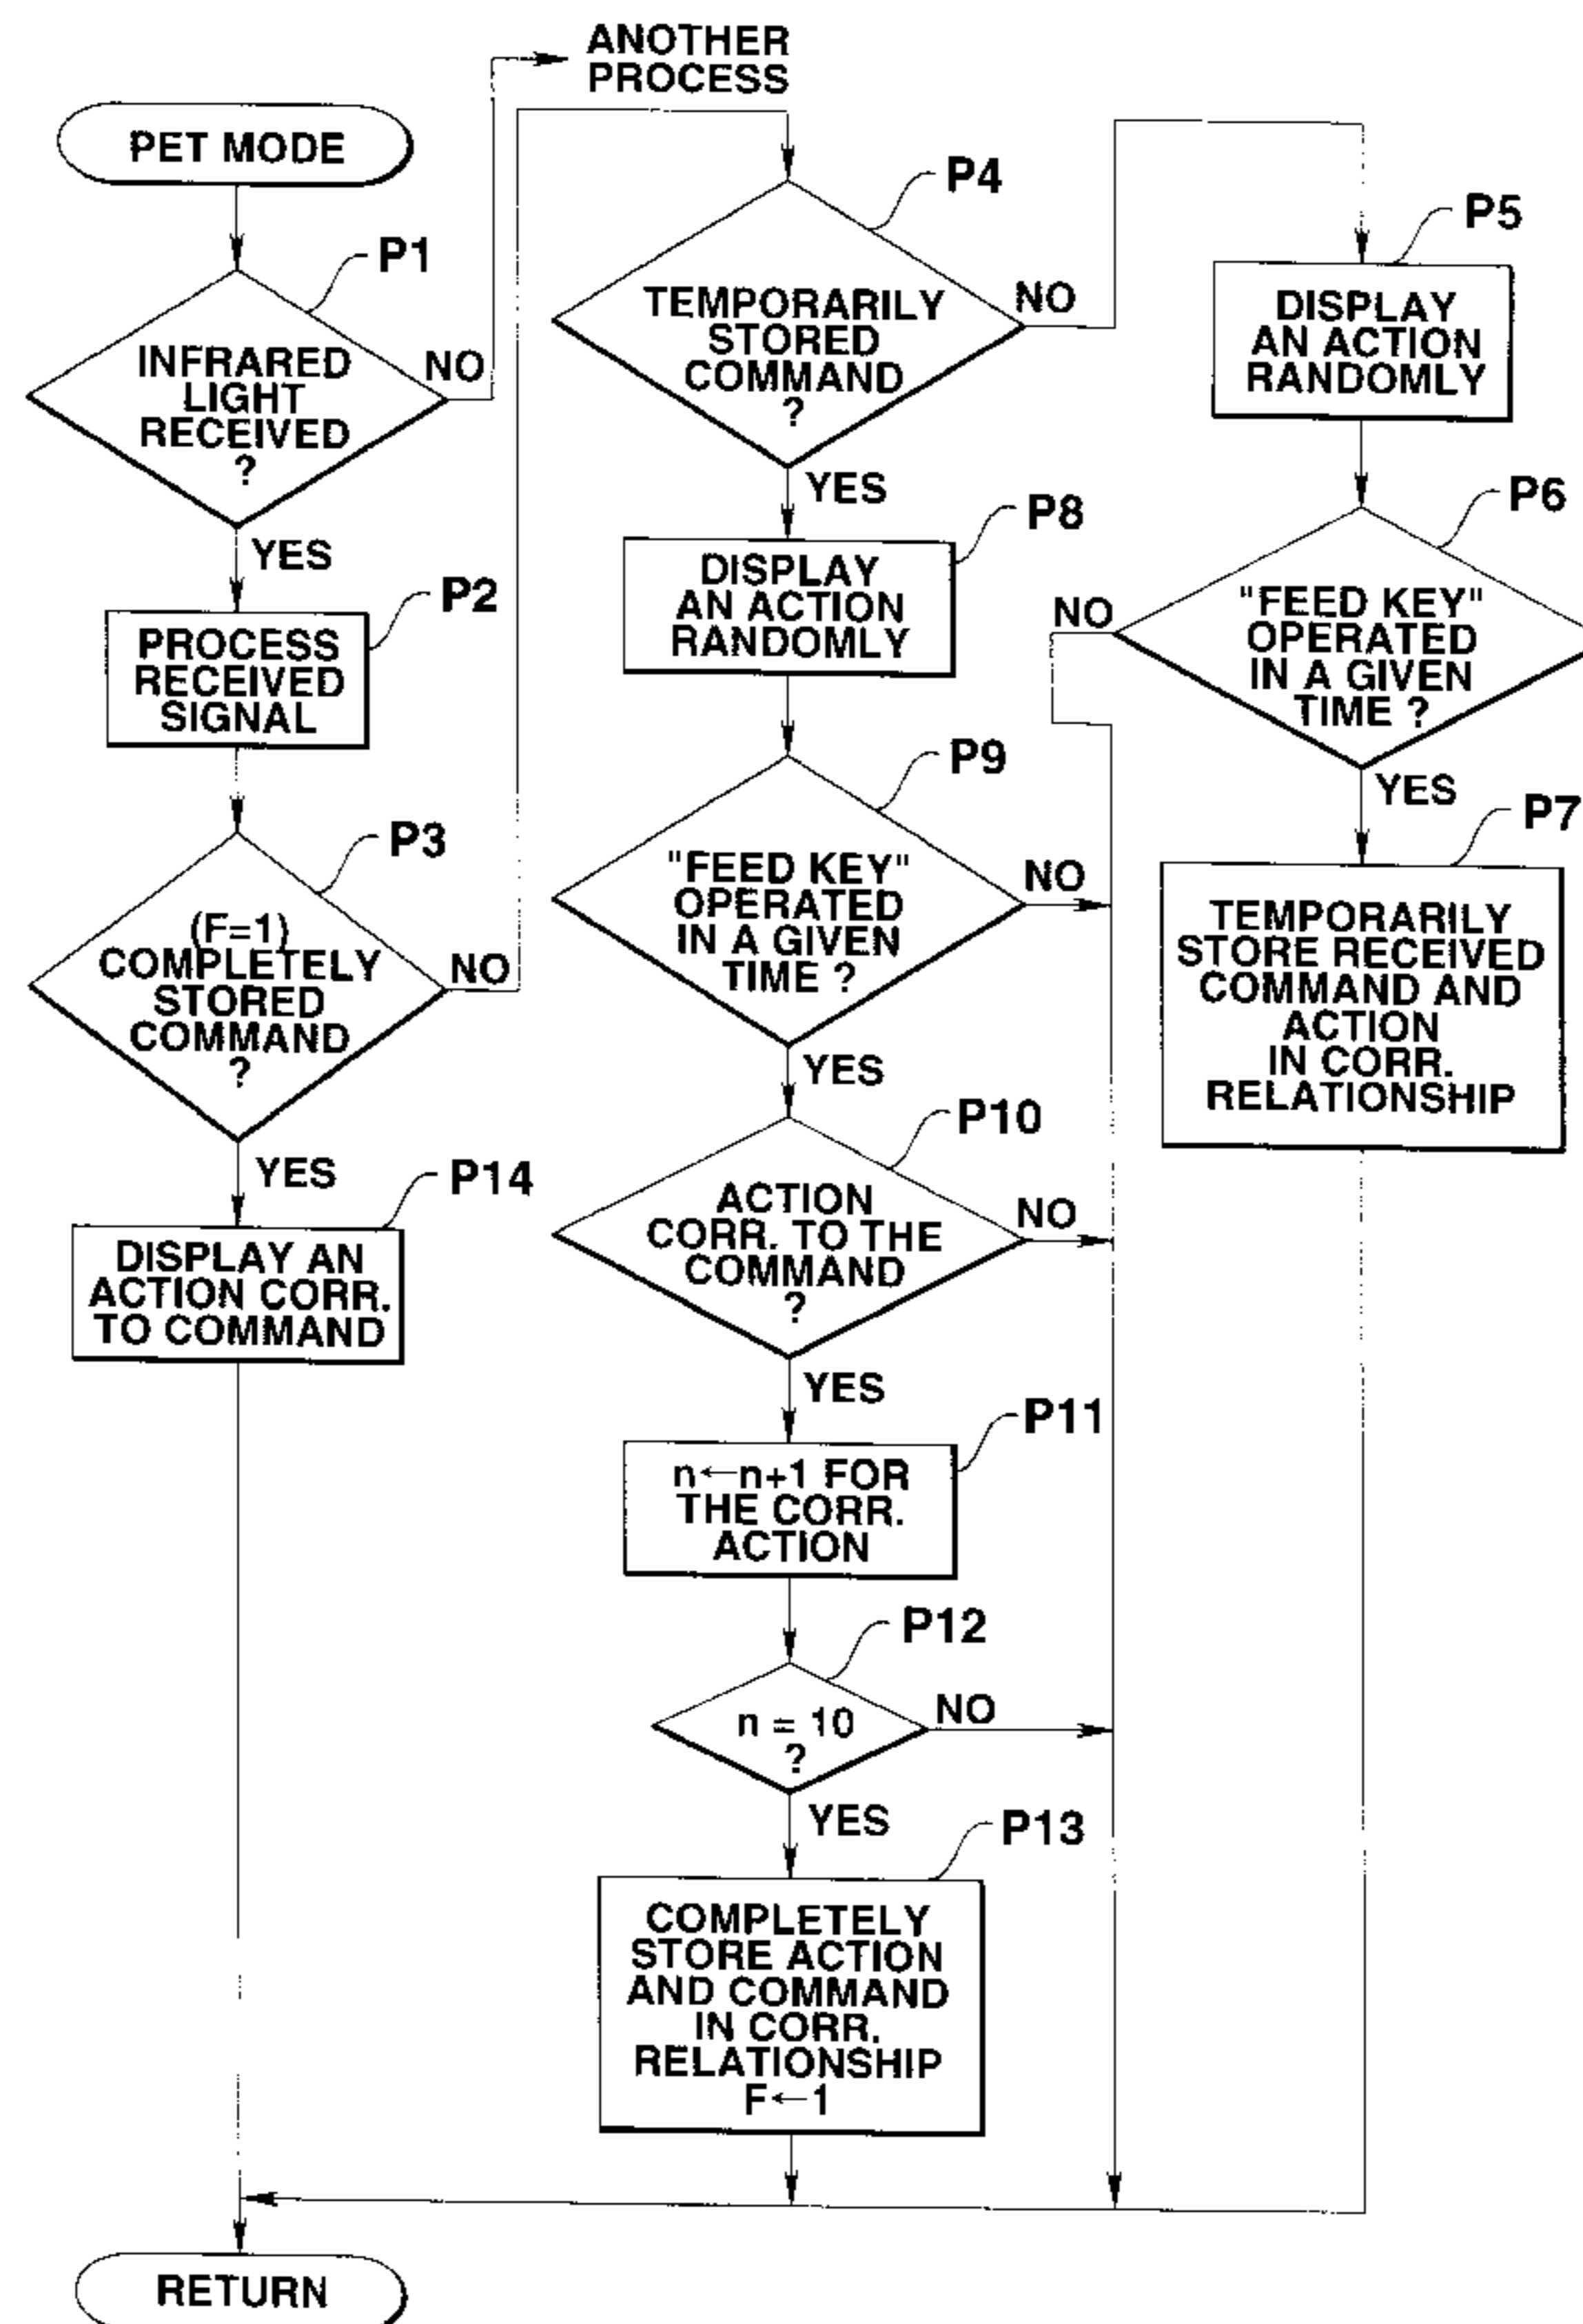 ANOTHER
PROCESS
PET MODE
P1
INFRARED
LIGHT
RECEIVED
?
NO
YES
P2
PROCESS
RECEIVED
SIGNAL
P3
(F=1)
COMPLETELY
STORED
COMMAND
?
NO
YES
P14
DISPLAY AN
ACTION CORR.
TO COMMAND
P4
TEMPORARILY
STORED
COMMAND
?
NO
YES
P8
DISPLAY
AN ACTION
RANDOMLY
P9
"FEED KEY"
OPERATED
IN A GIVEN
TIME ?
NO
YES
P10
ACTION
CORR. TO THE
COMMAND
?
NO
YES
P11
n←n+1 FOR
THE CORR.
ACTION
P12
n = 10
?
NO
YES
P13
COMPLETELY
STORE ACTION
AND COMMAND
IN CORR.
RELATIONSHIP
F←1
P5
DISPLAY
AN ACTION
RANDOMLY
P6
"FEED KEY"
OPERATED
IN A GIVEN
TIME ?
NO
YES
P7
TEMPORARILY
STORE RECEIVED
COMMAND AND
ACTION
IN CORR.
RELATIONSHIP
RETURN